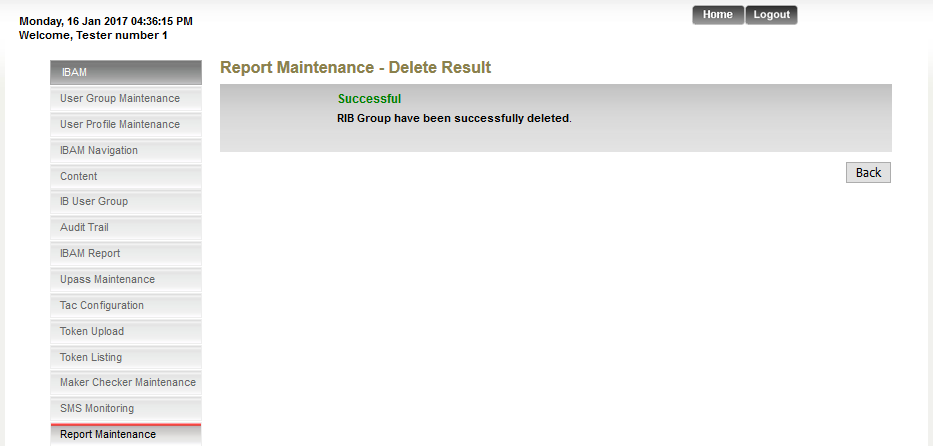 Monday, 16 Jan 2017 04:36:15 PM
Welcome, Tester number 1
Home
Logout
IBAM
User Group Maintenance
User Profile Maintenance
IBAM Navigation
Content
IB User Group
Audit Trail
IBAM Report
Upass Maintenance
Tac Configuration
Token Upload
Token Listing
Maker Checker Maintenance
SMS Monitoring
Report Maintenance
Report Maintenance - Delete Result
Successful
RIB Group have been successfully deleted.
Back